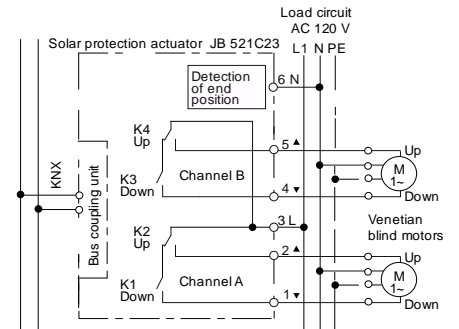 Load circuit
AC 120 V
Solar protection actuator JB 521C23
L1 N PE
Detection
of end
position
6 N
K4
Up
5 ▲
Up
KNX
Bus coupling unit
K3
Down
Channel B
M
1~
4 ▼
Down
3 L
K2
Up
Venetian
blind motors
2 ▲
Up
K1
Down
Channel A
M
1~
1 ▼
Down